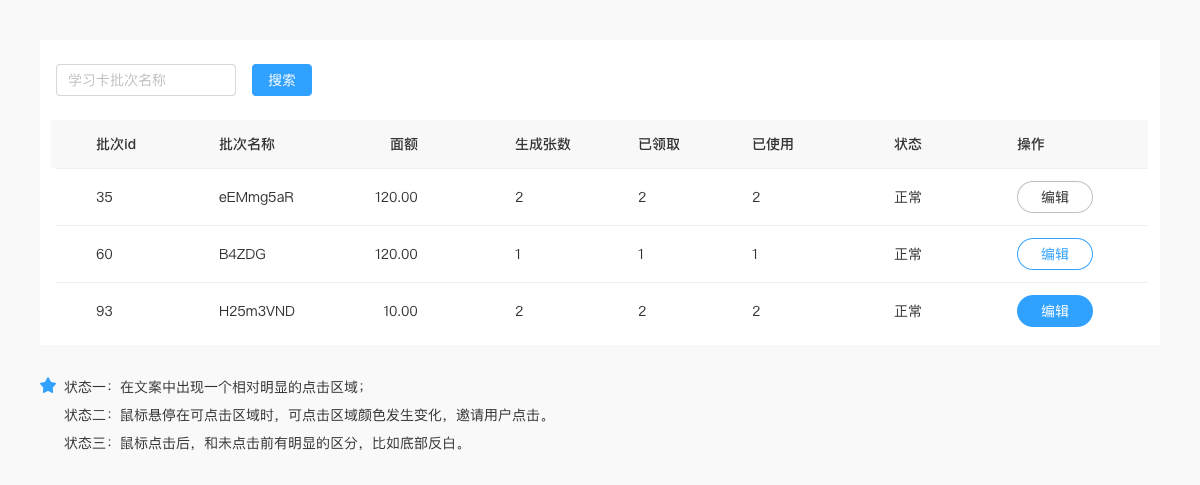 学习卡批次名称 搜索
批次id 批次名称 面额 生成张数 已领取 已使用 状态 操作
35 eEMmg5aR 120.00 2 2 2 正常 编辑
60 B4ZDG 120.00 1 1 1 正常 编辑
93 H25m3VND 10.00 2 2 2 正常 编辑
状态一：在文案中出现一个相对明显的点击区域；
状态二：鼠标悬停在可点击区域时，可点击区域颜色发生变化，邀请用户点击。
状态三：鼠标点击后，和未点击前有明显的区分，比如底部反白。